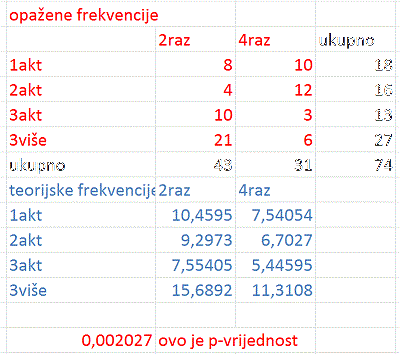 opažene frekvencije
2raz 4raz ukupno
1akt 8 10 18
2akt 4 12 16
3akt 10 3 13
3više 21 6 27
ukupno 43 31 74
teorijske frekvencije 2raz 4raz
1akt 10,4595 7,54054
2akt 9,2973 6,7027
3akt 7,55405 5,44595
3više 15,6892 11,3108
0,002027 ovo je p-vrijednost